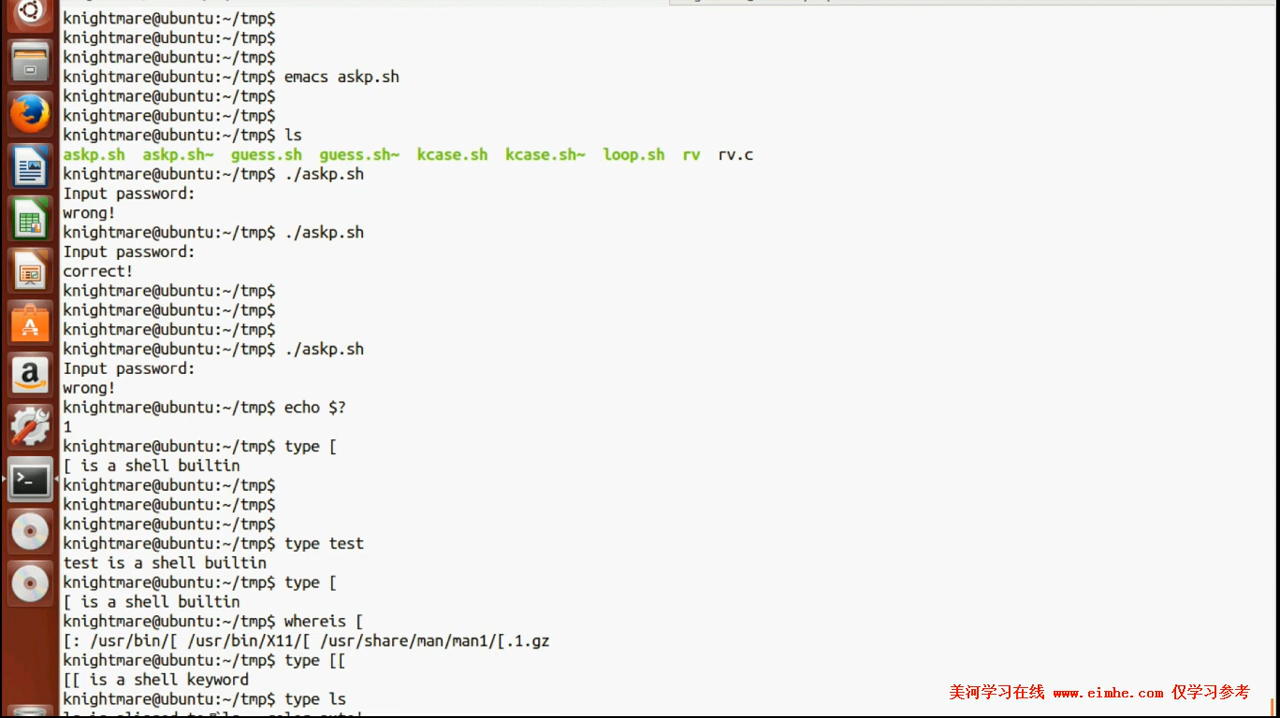 knightmare@ubuntu:~/tmp$
knightmare@ubuntu:~/tmp$
knightmare@ubuntu:~/tmp$
knightmare@ubuntu:~/tmp$ emacs askp.sh
knightmare@ubuntu:~/tmp$
knightmare@ubuntu:~/tmp$
knightmare@ubuntu:~/tmp$ ls
askp.sh askp.sh~ guess.sh guess.sh~ kcase.sh kcase.sh~ loop.sh rv rv.c
knightmare@ubuntu:~/tmp$ ./askp.sh
Input password:
wrong!
knightmare@ubuntu:~/tmp$ ./askp.sh
Input password:
correct!
knightmare@ubuntu:~/tmp$
knightmare@ubuntu:~/tmp$
knightmare@ubuntu:~/tmp$
knightmare@ubuntu:~/tmp$ ./askp.sh
Input password:
wrong!
knightmare@ubuntu:~/tmp$ echo $?
1
knightmare@ubuntu:~/tmp$ type [
[ is a shell builtin
knightmare@ubuntu:~/tmp$
knightmare@ubuntu:~/tmp$
knightmare@ubuntu:~/tmp$
knightmare@ubuntu:~/tmp$ type test
test is a shell builtin
knightmare@ubuntu:~/tmp$ type [
[ is a shell builtin
knightmare@ubuntu:~/tmp$ whereis [
[: /usr/bin/[ /usr/bin/X11/[ /usr/share/man/man1/[.1.gz
knightmare@ubuntu:~/tmp$ type [[
[[ is a shell keyword
knightmare@ubuntu:~/tmp$ type ls
美河学习在线 www.eimhe.com 仅学习参考